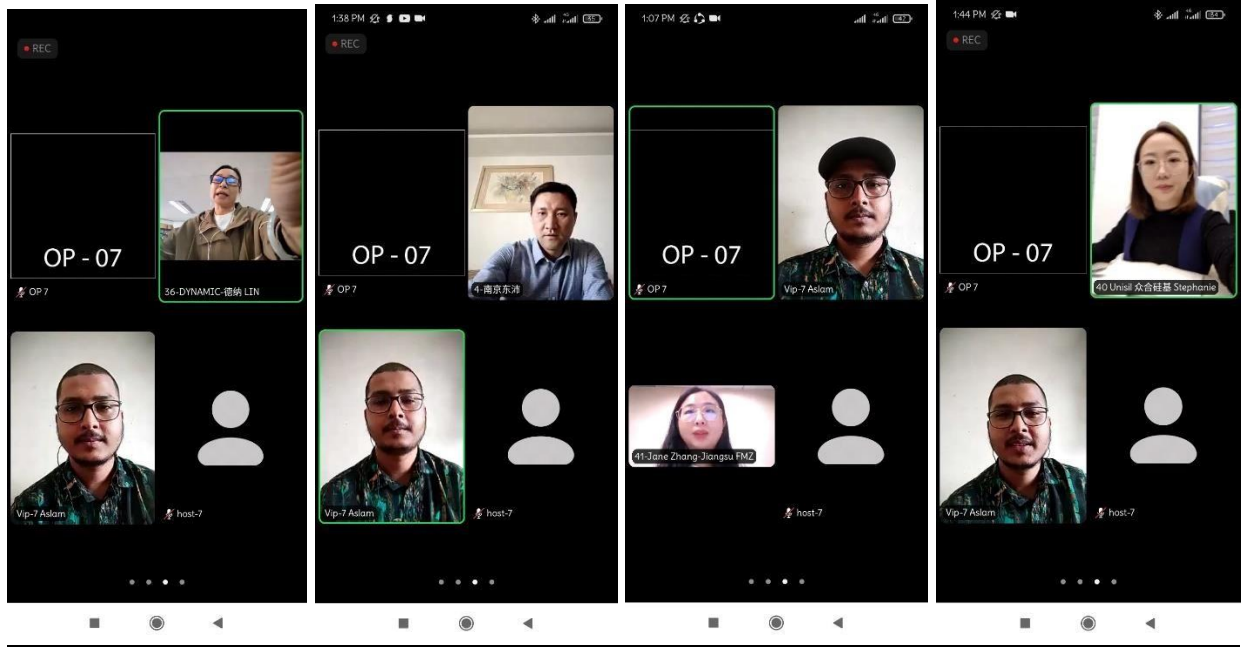 REC
OP - 07
OP 7
36-DYNAMIC-德纳 LIN
Vip-7 Aslam
host-7
1:38 PM
REC
OP - 07
OP 7
4-南京东沛
Vip-7 Aslam
host-7
1:07 PM
OP - 07
OP 7
Vip-7 Aslam
41-Jane Zhang-Jiangsu FMZ
host-7
1:44 PM
REC
OP - 07
OP 7
40 Unisil 众合硅基 Stephanie
Vip-7 Aslam
host-7